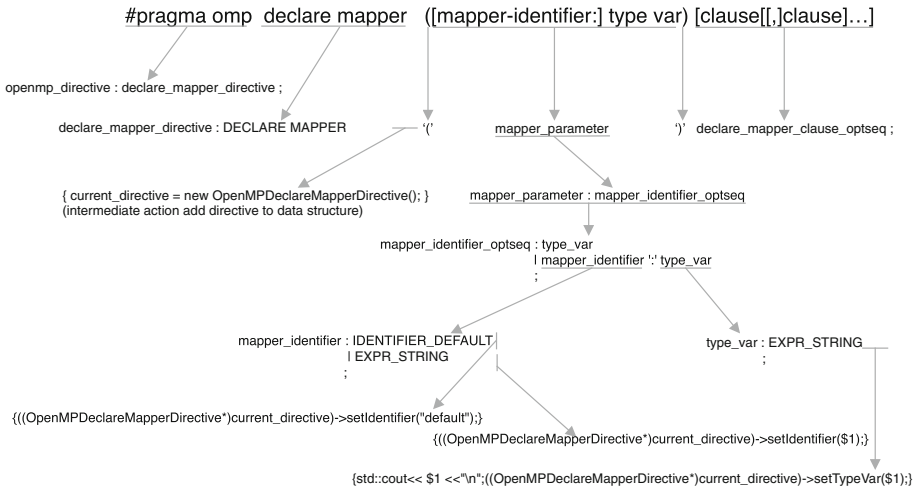 #pragma omp declare mapper ([mapper-identifier:] type var) [clause[[,]clause]…]
openmp_directive : declare_mapper_directive ;
declare_mapper_directive : DECLARE MAPPER ‘(’ mapper_parameter ‘)’ declare_mapper_clause_optseq ;
{ current_directive = new OpenMPDeclareMapperDirective(); }
(intermediate action add directive to data structure)
mapper_parameter : mapper_identifier_optseq
mapper_identifier_optseq : type_var
| mapper_identifier ':' type_var
;
mapper_identifier : IDENTIFIER_DEFAULT
| EXPR_STRING
;
type_var : EXPR_STRING
;
{((OpenMPDeclareMapperDirective*)current_directive)->setIdentifier("default");}
{((OpenMPDeclareMapperDirective*)current_directive)->setIdentifier($1);}
{std::cout<< $1 <<"\n";((OpenMPDeclareMapperDirective*)current_directive)->setTypeVar($1);}